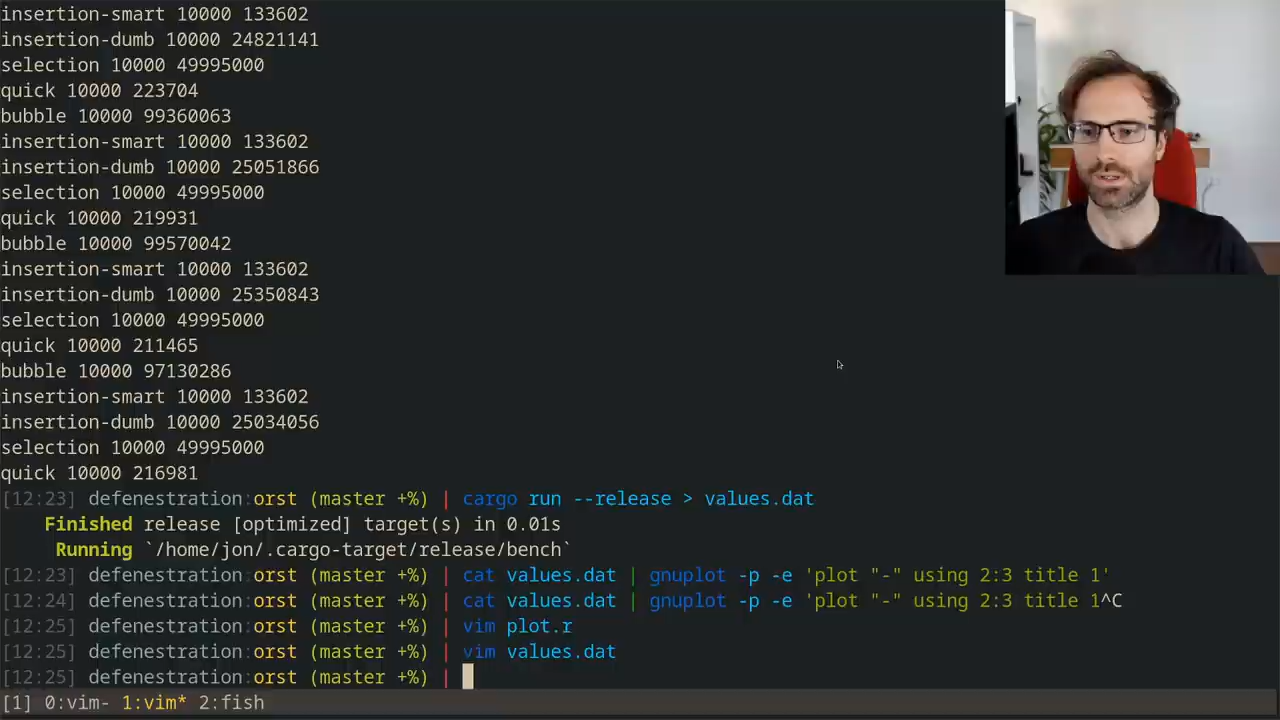 insertion-smart 10000 133602
insertion-dumb 10000 24821141
selection 10000 49995000
quick 10000 223704
bubble 10000 99360063
insertion-smart 10000 133602
insertion-dumb 10000 25051866
selection 10000 49995000
quick 10000 219931
bubble 10000 99570042
insertion-smart 10000 133602
insertion-dumb 10000 25350843
selection 10000 49995000
quick 10000 211465
bubble 10000 97130286
insertion-smart 10000 133602
insertion-dumb 10000 25034056
selection 10000 49995000
quick 10000 216981
[12:23] defenestration:orst (master +%) | cargo run --release > values.dat
    Finished release [optimized] target(s) in 0.01s
     Running `/home/jon/.cargo-target/release/bench`
[12:23] defenestration:orst (master +%) | cat values.dat | gnuplot -p -e 'plot "-" using 2:3 title 1'
[12:24] defenestration:orst (master +%) | cat values.dat | gnuplot -p -e 'plot "-" using 2:3 title 1^C
[12:25] defenestration:orst (master +%) | vim plot.r
[12:25] defenestration:orst (master +%) | vim values.dat
[12:25] defenestration:orst (master +%) |
[1] 0:vim- 1:vim* 2:fish